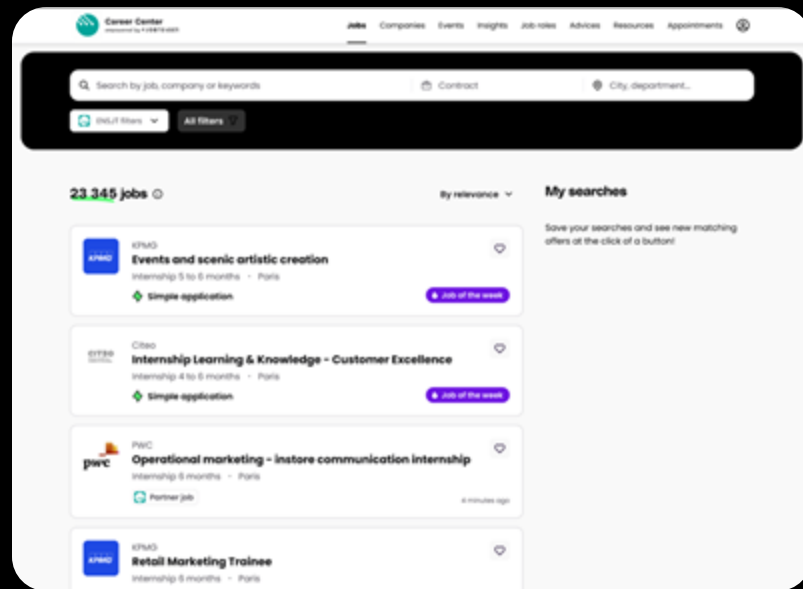 Career Center
Jobs Companies Events Insights Job roles Advices Resources Appointments
Search by job, company or keywords Contract City, department...
filters All filters
23 345 jobs By relevance My searches
Save your searches and see new matching
offers at the click of a button!
KPMG
KPMG
Events and scenic artistic creation
Internship 5 to 6 months - Paris
Simple application Job of the week
Citeo
CITEO
Internship Learning & Knowledge - Customer Excellence
Internship 4 to 6 months - Paris
Simple application Job of the week
PWC
pwc
Operational marketing - instore communication internship
Internship 6 months - Paris
Partner job 4 minutes ago
KPMG
KPMG
Retail Marketing Trainee
Internship 6 months - Paris